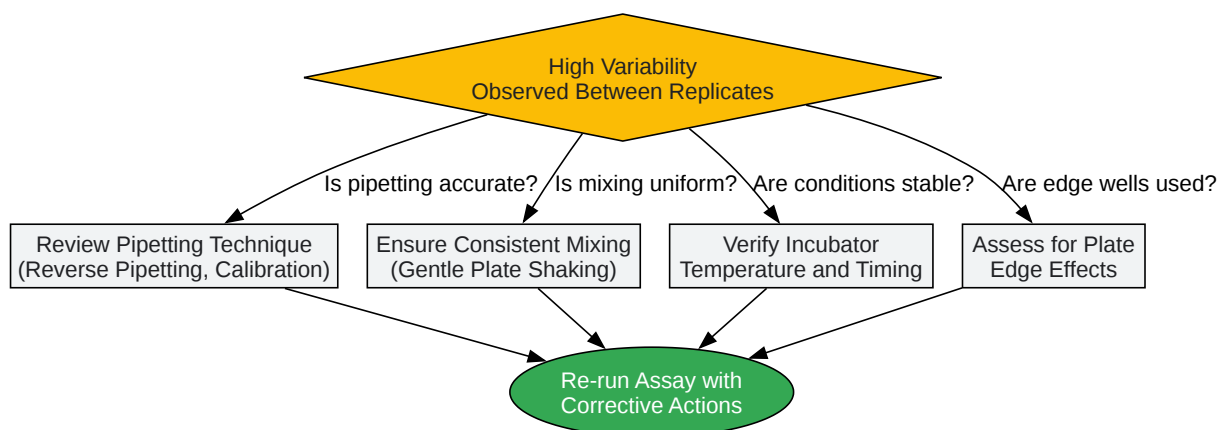 High Variability
Observed Between Replicates
Is pipetting accurate?
Is mixing uniform?
Are conditions stable?
Are edge wells used?
Review Pipetting Technique
(Reverse Pipetting, Calibration)
Ensure Consistent Mixing
(Gentle Plate Shaking)
Verify Incubator
Temperature and Timing
Assess for Plate
Edge Effects
Re-run Assay with
Corrective Actions